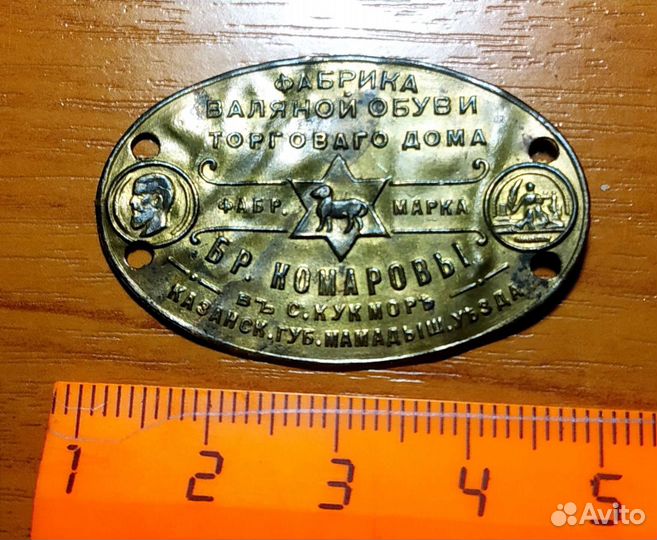 ФАБРИКА
ВАЛЯНОЙ ОБУВИ
ТОРГОВАГО ДОМА
ФАБР. МАРКА
БР. КОМАРОВЫ
ВЪ С. КУКМОРѢ
КАЗАНСК. ГУБ. МАМАДЫШ. УѢЗДА
1 2 3 4 5
Avito